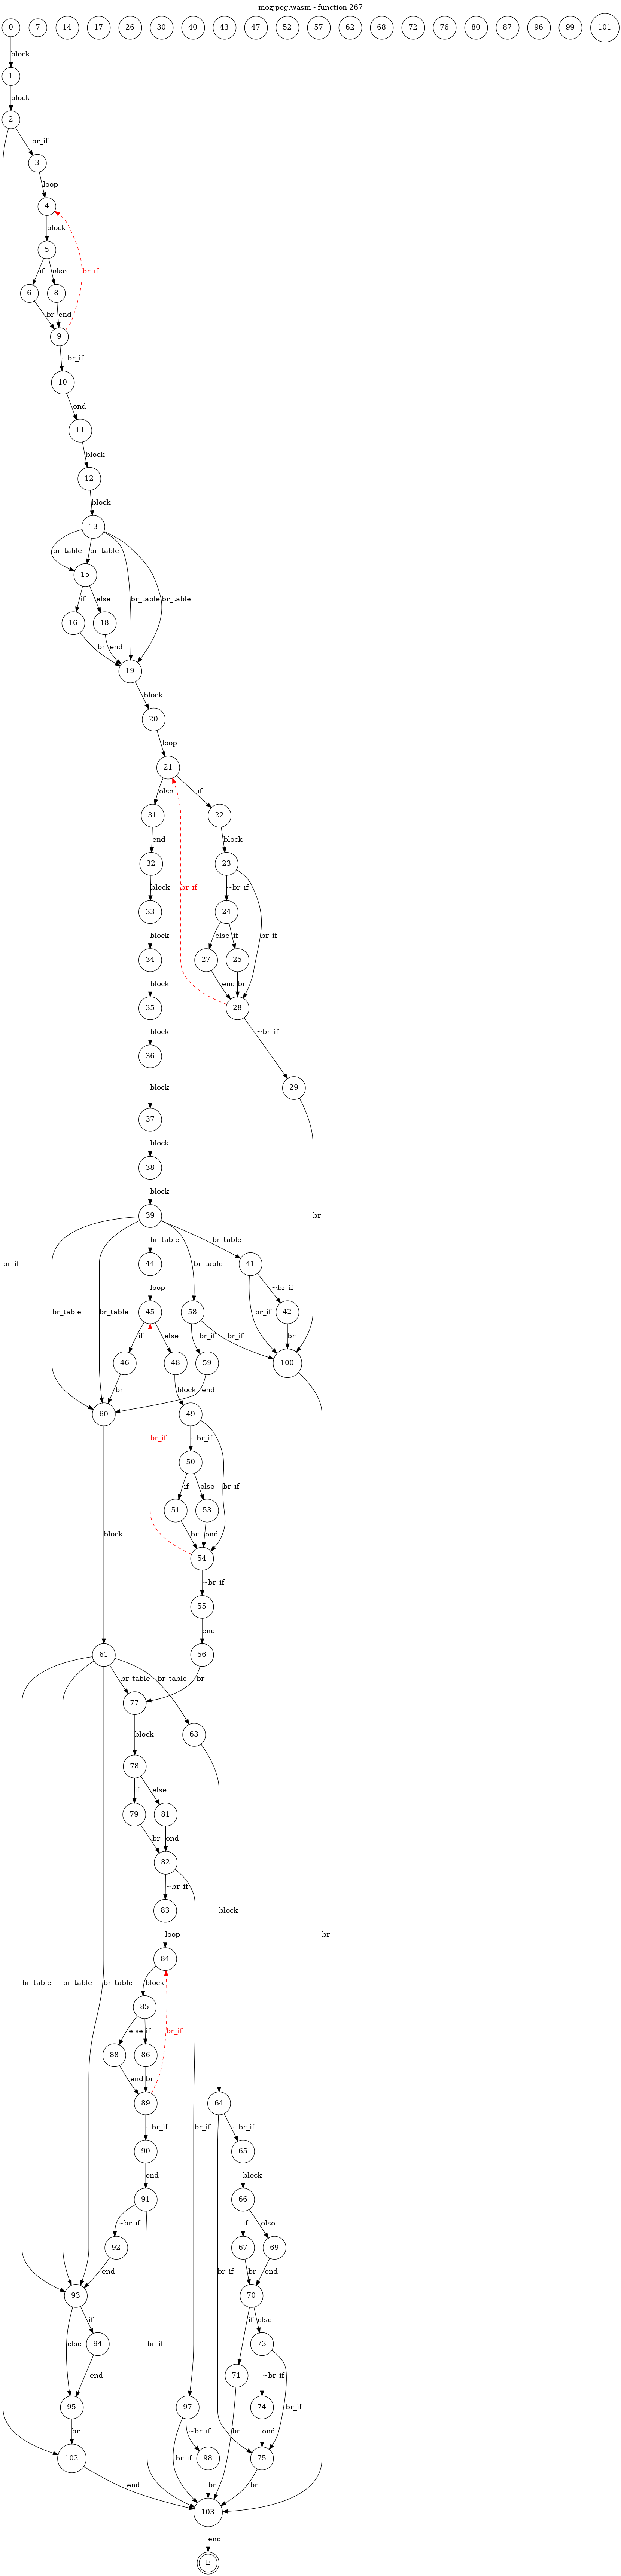 mozjpeg.wasm - function 267
0 7 14 17 26 30 40 43 47 52 57 62 68 72 76 80 87 96 99 101
block
1
block
2
~br_if
3
loop
4
block
5
if else br_if
6 8
br end
9
~br_if
10
end
11
block
12
block
13
br_table br_table br_table br_table
15
if else
16 18
br end
19
block
20
loop
21
else if
31 22
end block
32 23
block br_if ~br_if
33 24
block else if br_if
34 27 25
block end br
35 28
block ~br_if
36
block 29
37
block
38
block br
39
br_table br_table br_table br_table br_table
44 41
loop ~br_if
br_if
45 58 42
if else ~br_if br_if br_if br
46 48 59 100
br block end
60 49
br_if ~br_if
50
if else br_if
51 53
br end
54
block ~br_if
55
end
61 56
br_table br_table br
77 63
block
78
if else
79 81
br end
82
~br_if
83 block
loop br
84
br_table br_table br_table block
85 64
else if br_if ~br_if
88 86 65
end br block
89 66
~br_if br_if if else
90 67 69
end br end
91
~br_if
92
end br_if
93 70
if if else
else br_if 73
94 71 ~br_if
end br_if
95 97 74
br ~br_if br end
102 98 75
end br_if br br
103
end
E